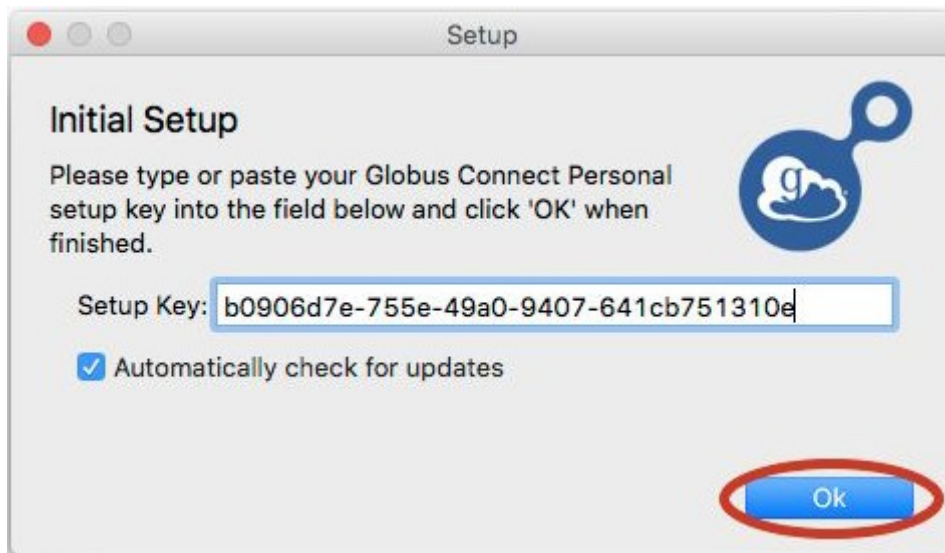 Setup
Initial Setup
Please type or paste your Globus Connect Personal
setup key into the field below and click 'OK' when
finished.
g
Setup Key: b0906d7e-755e-49a0-9407-641cb751310e
Automatically check for updates
Ok